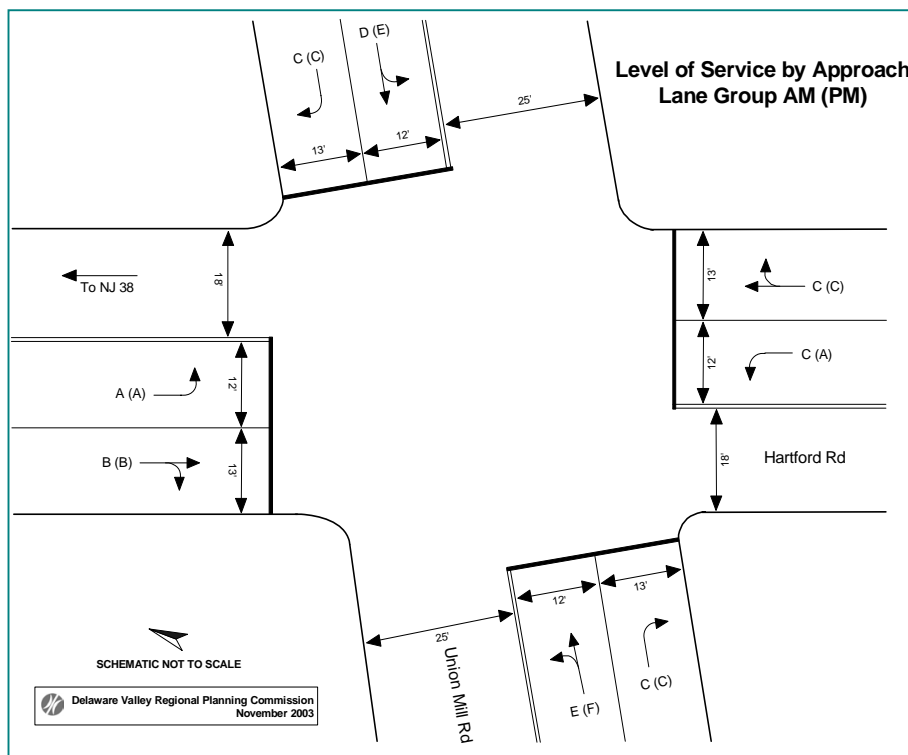 Level of Service by Approach
Lane Group AM (PM)
D (E)
C (C)
25'
13'
12'
18'
To NJ 38
13'
C (C)
12'
C (A)
A (A)
12'
B (B)
13'
18'
Hartford Rd
12'
13'
25'
Union Mill Rd
C (C)
E (F)
SCHEMATIC NOT TO SCALE
Delaware Valley Regional Planning Commission
November 2003